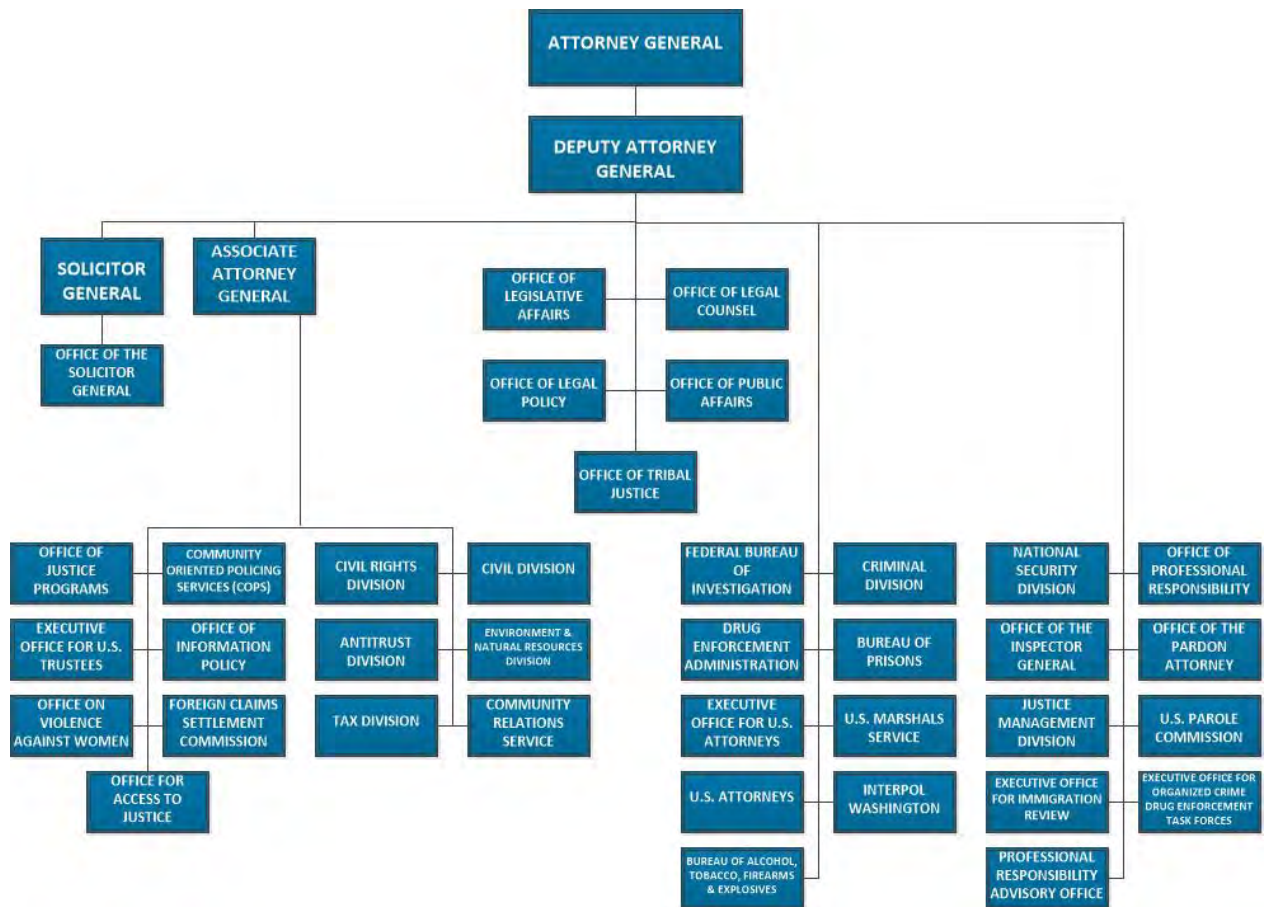 ATTORNEY GENERAL
DEPUTY ATTORNEY
GENERAL
SOLICITOR
GENERAL
ASSOCIATE
ATTORNEY
GENERAL
OFFICE OF THE
SOLICITOR
GENERAL
OFFICE OF
LEGISLATIVE
AFFAIRS
OFFICE OF LEGAL
COUNSEL
OFFICE OF LEGAL
POLICY
OFFICE OF PUBLIC
AFFAIRS
OFFICE OF TRIBAL
JUSTICE
OFFICE OF
JUSTICE
PROGRAMS
COMMUNITY
ORIENTED POLICING
SERVICES (COPS)
EXECUTIVE
OFFICE FOR U.S.
TRUSTEES
OFFICE OF
INFORMATION
POLICY
OFFICE ON
VIOLENCE
AGAINST WOMEN
FOREIGN CLAIMS
SETTLEMENT
COMMISSION
OFFICE FOR
ACCESS TO
JUSTICE
CIVIL RIGHTS
DIVISION
CIVIL DIVISION
ANTITRUST
DIVISION
ENVIRONMENT &
NATURAL RESOURCES
DIVISION
TAX DIVISION
COMMUNITY
RELATIONS
SERVICE
FEDERAL BUREAU
OF
INVESTIGATION
CRIMINAL
DIVISION
DRUG
ENFORCEMENT
ADMINISTRATION
BUREAU OF
PRISONS
EXECUTIVE
OFFICE FOR U.S.
ATTORNEYS
U.S. MARSHALS
SERVICE
U.S. ATTORNEYS
INTERPOL
WASHINGTON
BUREAU OF ALCOHOL,
TOBACCO, FIREARMS
& EXPLOSIVES
NATIONAL
SECURITY
DIVISION
OFFICE OF
PROFESSIONAL
RESPONSIBILITY
OFFICE OF THE
INSPECTOR
GENERAL
OFFICE OF THE
PARDON
ATTORNEY
JUSTICE
MANAGEMENT
DIVISION
U.S. PAROLE
COMMISSION
EXECUTIVE OFFICE
FOR IMMIGRATION
REVIEW
EXECUTIVE OFFICE FOR
ORGANIZED CRIME
DRUG ENFORCEMENT
TASK FORCES
PROFESSIONAL
RESPONSIBILITY
ADVISORY OFFICE